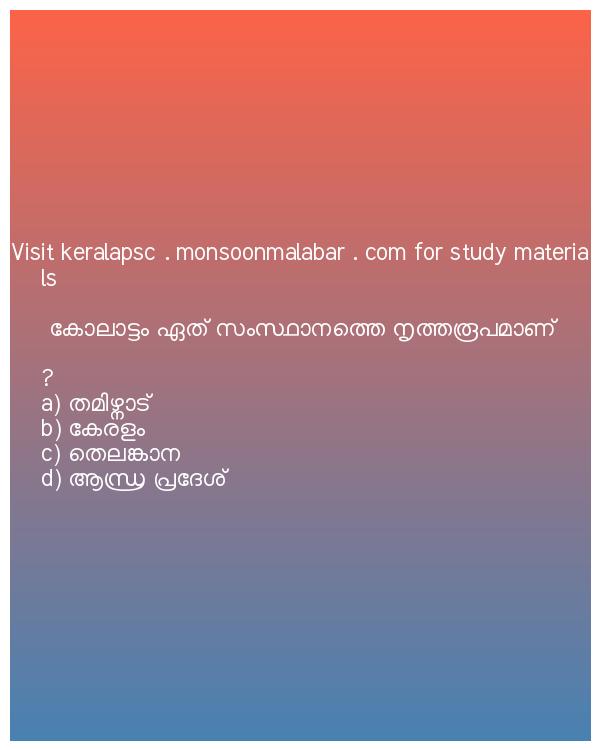 Visit keralapsc . monsoonmalabar . com for study materia
ls
കോലാട്ടം ഏത് സംസ്ഥാനത്തെ നൃത്തരൂപമാണ്
?
a) തമിഴ്നാട്
b) കേരളം
c) തെലങ്കാന
d) ആന്ധ്ര പ്രദേശ്